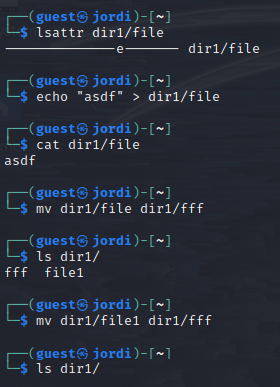 ┌──(guest㉿jordi)-[~]
└─$ lsattr dir1/file
--------------e------- dir1/file
┌──(guest㉿jordi)-[~]
└─$ echo "asdf" > dir1/file
┌──(guest㉿jordi)-[~]
└─$ cat dir1/file
asdf
┌──(guest㉿jordi)-[~]
└─$ mv dir1/file dir1/fff
┌──(guest㉿jordi)-[~]
└─$ ls dir1/
fff  file1
┌──(guest㉿jordi)-[~]
└─$ mv dir1/file1 dir1/fff
┌──(guest㉿jordi)-[~]
└─$ ls dir1/